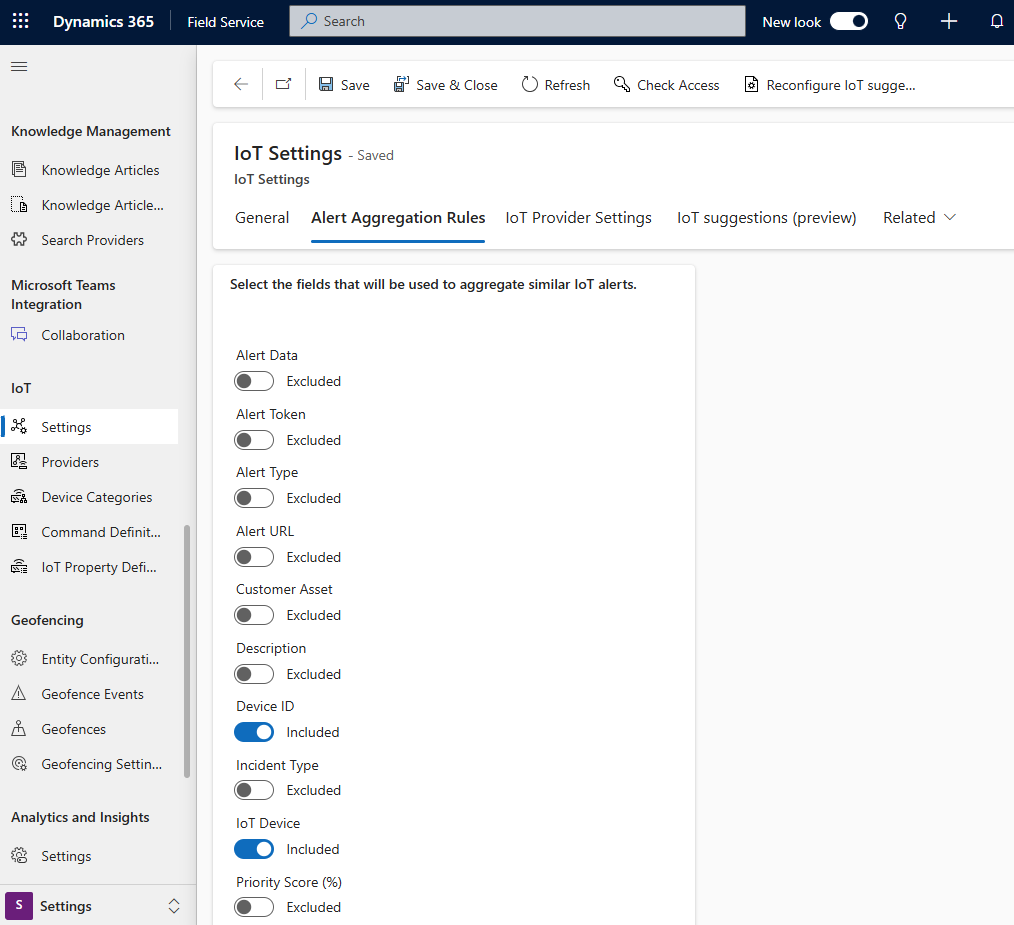 Dynamics 365
Field Service
Search
New look
Save
Save & Close
Refresh
Check Access
Reconfigure IoT sugge...
Knowledge Management
Knowledge Articles
Knowledge Article...
Search Providers
Microsoft Teams
Integration
Collaboration
IoT
Settings
Providers
Device Categories
Command Definit...
IoT Property Defi...
Geofencing
Entity Configurati...
Geofence Events
Geofences
Geofencing Settin...
Analytics and Insights
Settings
S
Settings
IoT Settings - Saved
IoT Settings
General
Alert Aggregation Rules
IoT Provider Settings
IoT suggestions (preview)
Related
Select the fields that will be used to aggregate similar IoT alerts.
Alert Data
Excluded
Alert Token
Excluded
Alert Type
Excluded
Alert URL
Excluded
Customer Asset
Excluded
Description
Excluded
Device ID
Included
Incident Type
Excluded
IoT Device
Included
Priority Score (%)
Excluded